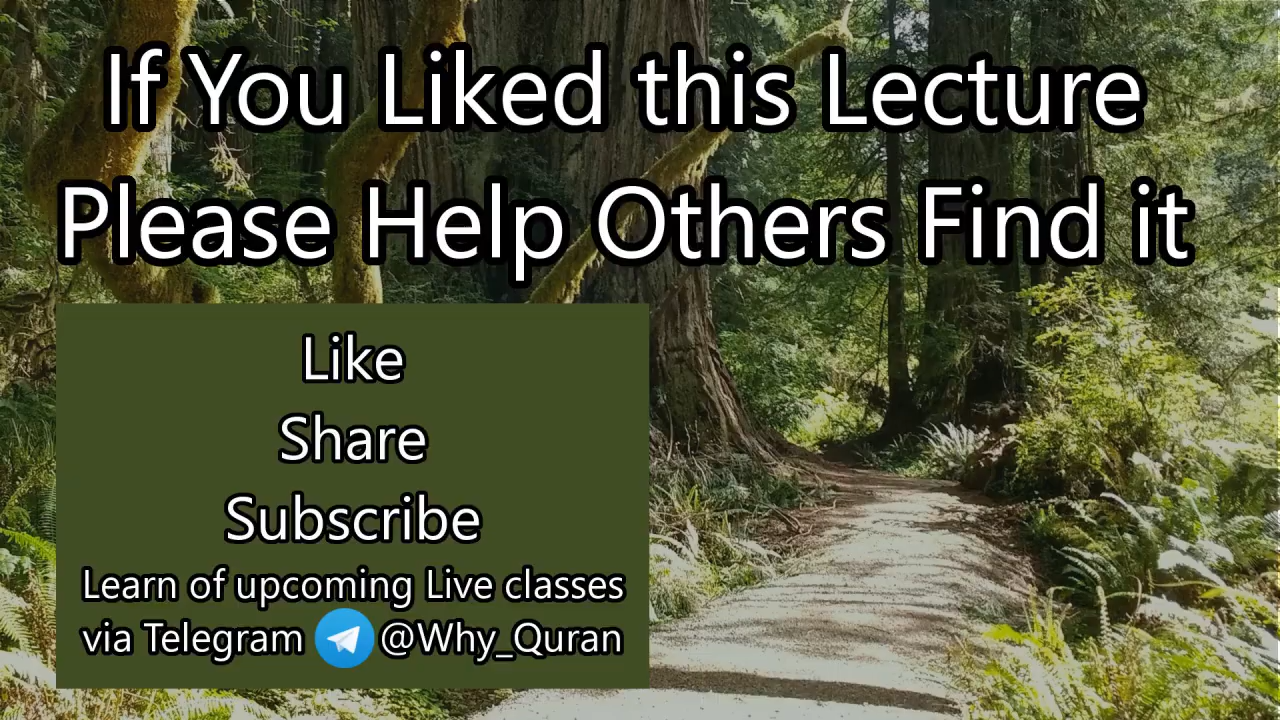 If You Liked this Lecture
Please Help Others Find it
Like
Share
Subscribe
Learn of upcoming Live classes
via Telegram @Why_Quran